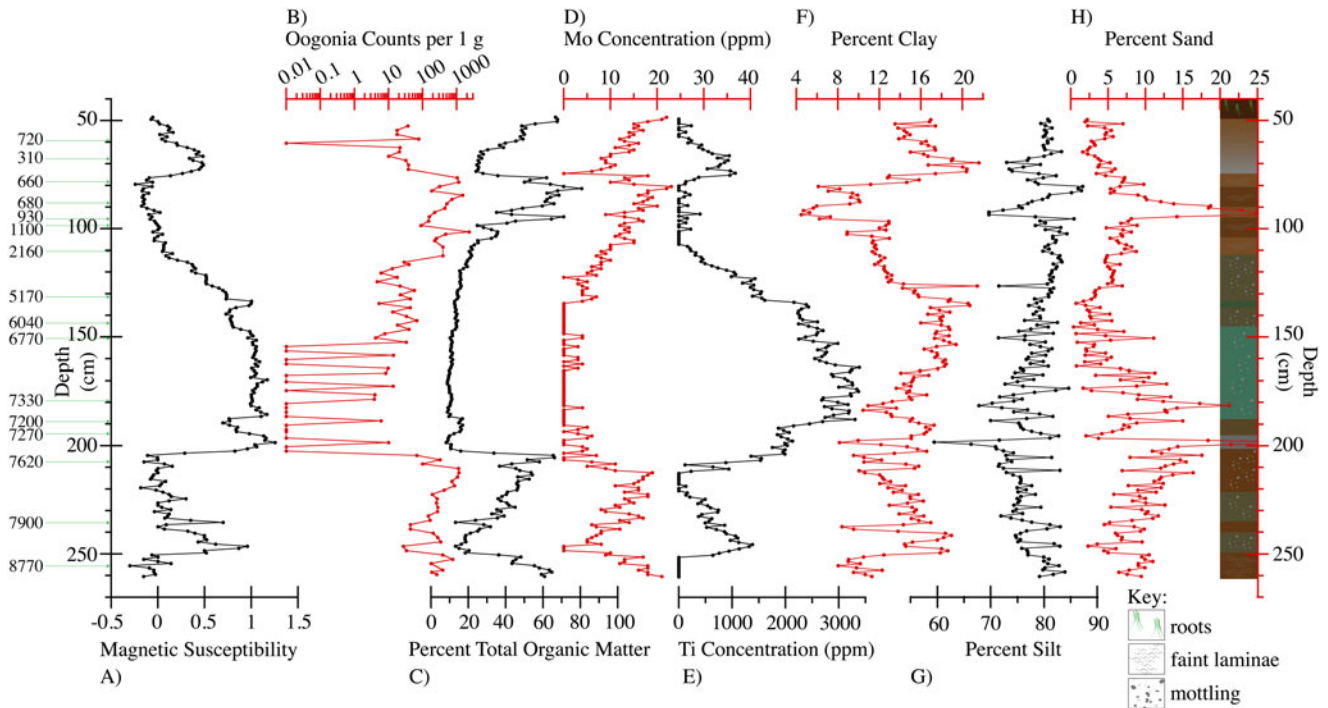 B) D) F) H)
Oogonia Counts per 1 g Mo Concentration (ppm) Percent Clay Percent Sand
0.01 0.1 1 10 100 1000 0 10 20 30 40 4 8 12 16 20 0 5 10 15 20 25
50 50
720
310
660
680
930
100 100
1100
2160
5170
6040
150 150
6770
Depth (cm) Depth (cm)
7330
7200
7270
200 200
7620
7900
250 250
8770
-0.5 0 0.5 1 1.5 0 20 40 60 80 100 0 1000 2000 3000 60 70 80 90
Magnetic Susceptibility Percent Total Organic Matter Ti Concentration (ppm) Percent Silt
A) C) E) G)
Key:
roots
faint laminae
mottling